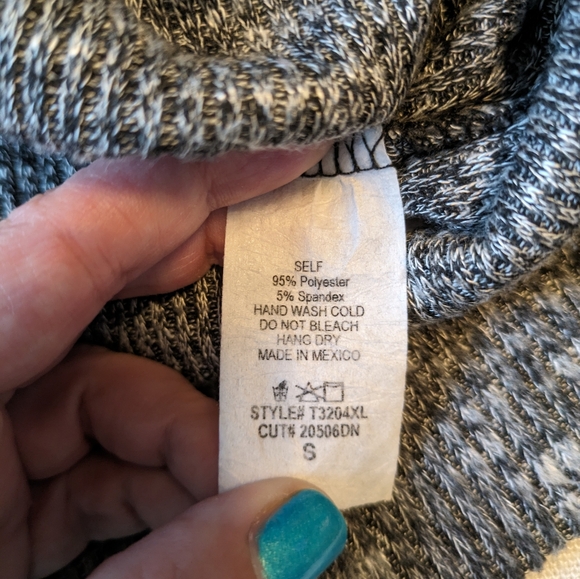 SELF
95% Polyester
5% Spandex
HAND WASH COLD
DO NOT BLEACH
HANG DRY
MADE IN MEXICO
STYLE# T3204XL
CUT# 20506DN
S